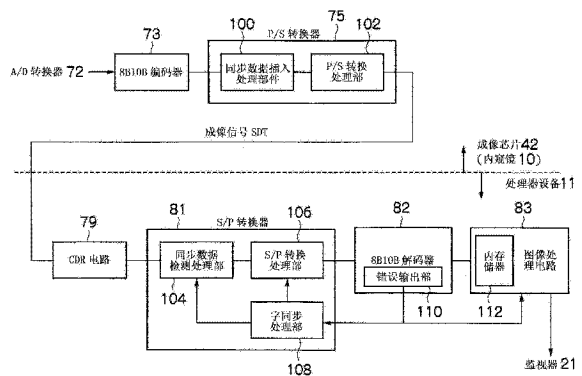 100
75
102
73
P/S 转换器
A/D 转换器 72
8B10B 编码器
同步数据插入
处理部件
P/S 转换
处理部
成像信号 SDT
成像芯片 42
(内窥镜 10)
处理器设备 11
81
S/P 转换器
106
82
83
79
CDR 电路
同步数据
检测处理部
104
S/P 转换
处理部
8B10B 解码器
错误输出部
110
内存
储器
112
图像处
理电路
字同步
处理部
108
监视器 21